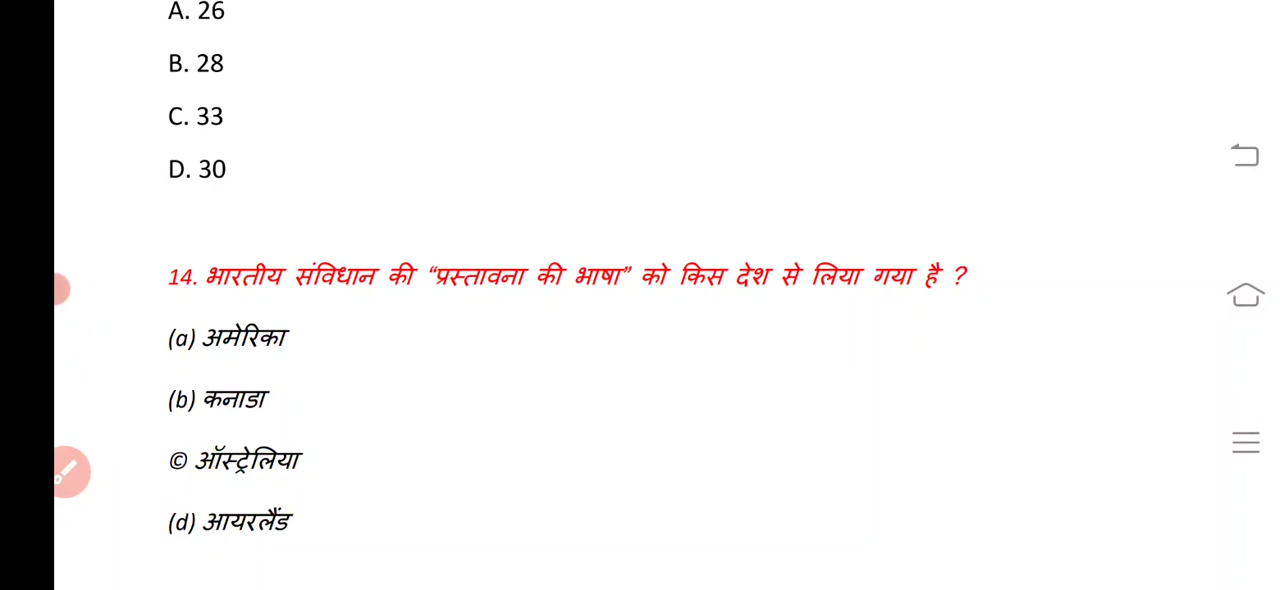 A. 26
B. 28
C. 33
D. 30
14. भारतीय संविधान की “प्रस्तावना की भाषा” को किस देश से लिया गया है ?
(a) अमेरिका
(b) कनाडा
© ऑस्ट्रेलिया
(d) आयरलैंड